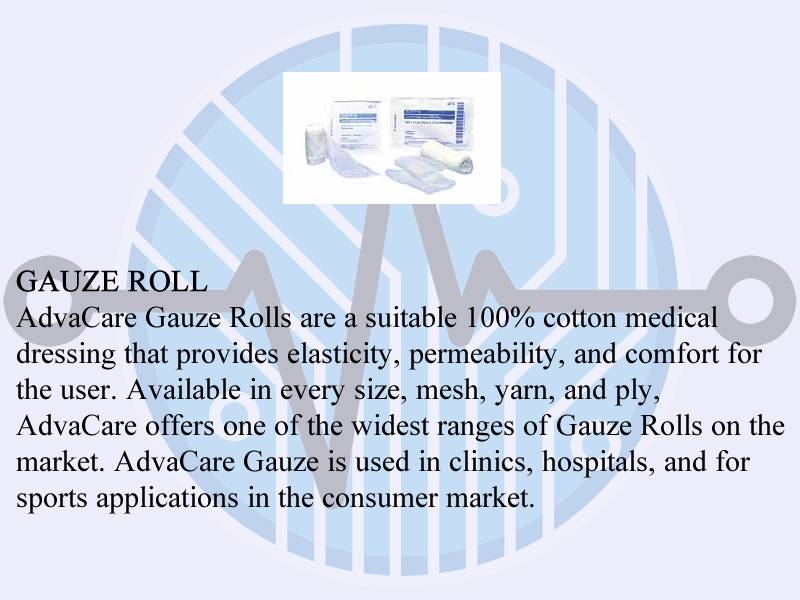 GAUZE ROLL
AdvaCare Gauze Rolls are a suitable 100% cotton medical
dressing that provides elasticity, permeability, and comfort for
the user. Available in every size, mesh, yarn, and ply,
AdvaCare offers one of the widest ranges of Gauze Rolls on the
market. AdvaCare Gauze is used in clinics, hospitals, and for
sports applications in the consumer market.